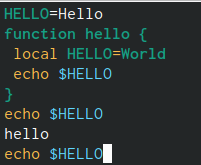 HELLO=Hello
function hello {
 local HELLO=World
 echo $HELLO
}
echo $HELLO
hello
echo $HELLO